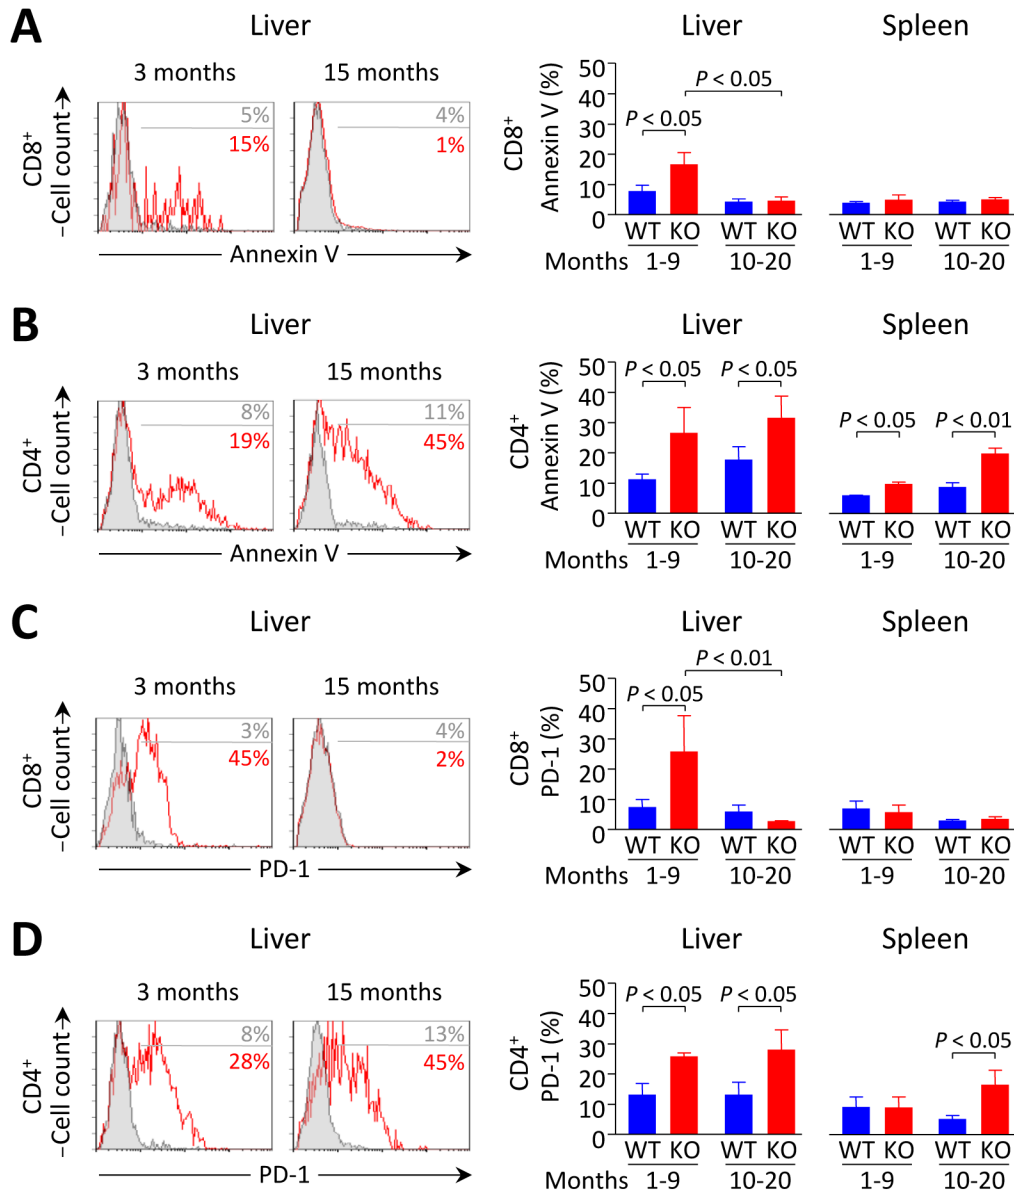 A
Liver
3 months
15 months
5%
15%
4%
1%
CD8+
Cell count
Annexin V
Liver
Spleen
CD8+
Annexin V (%)
50
40
30
20
10
0
P < 0.05
P < 0.05
WT KO WT KO WT KO WT KO
Months 1-9 10-20 1-9 10-20
B
Liver
3 months
15 months
8%
19%
11%
45%
CD4+
Cell count
Annexin V
Liver
Spleen
CD4+
Annexin V (%)
50
40
30
20
10
0
P < 0.05
P < 0.05
P < 0.05
P < 0.01
WT KO WT KO WT KO WT KO
Months 1-9 10-20 1-9 10-20
C
Liver
3 months
15 months
3%
45%
4%
2%
CD8+
Cell count
PD-1
Liver
Spleen
CD8+
PD-1 (%)
50
40
30
20
10
0
P < 0.01
P < 0.05
WT KO WT KO WT KO WT KO
Months 1-9 10-20 1-9 10-20
D
Liver
3 months
15 months
8%
28%
13%
45%
CD4+
Cell count
PD-1
Liver
Spleen
CD4+
PD-1 (%)
50
40
30
20
10
0
P < 0.05
P < 0.05
P < 0.05
WT KO WT KO WT KO WT KO
Months 1-9 10-20 1-9 10-20